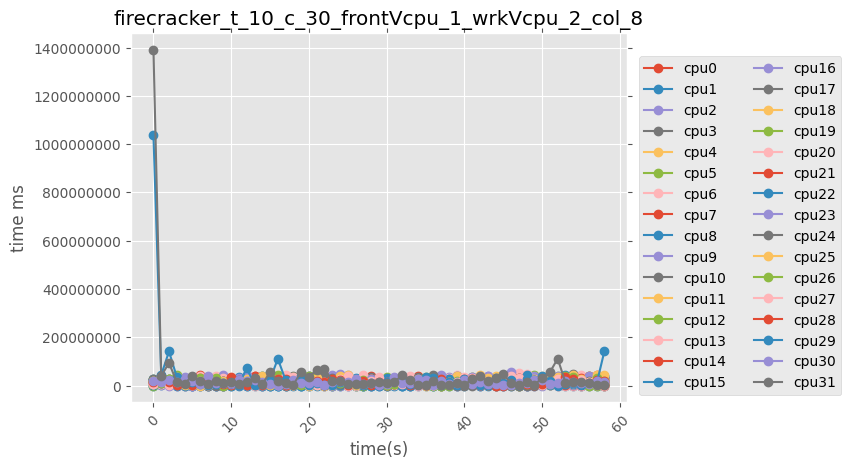 firecracker_t_10_c_30_frontVcpu_1_wrkVcpu_2_col_8
time ms
1400000000
1200000000
1000000000
800000000
600000000
400000000
200000000
0
0
10
20
30
40
50
60
time(s)
cpu0
cpu1
cpu2
cpu3
cpu4
cpu5
cpu6
cpu7
cpu8
cpu9
cpu10
cpu11
cpu12
cpu13
cpu14
cpu15
cpu16
cpu17
cpu18
cpu19
cpu20
cpu21
cpu22
cpu23
cpu24
cpu25
cpu26
cpu27
cpu28
cpu29
cpu30
cpu31